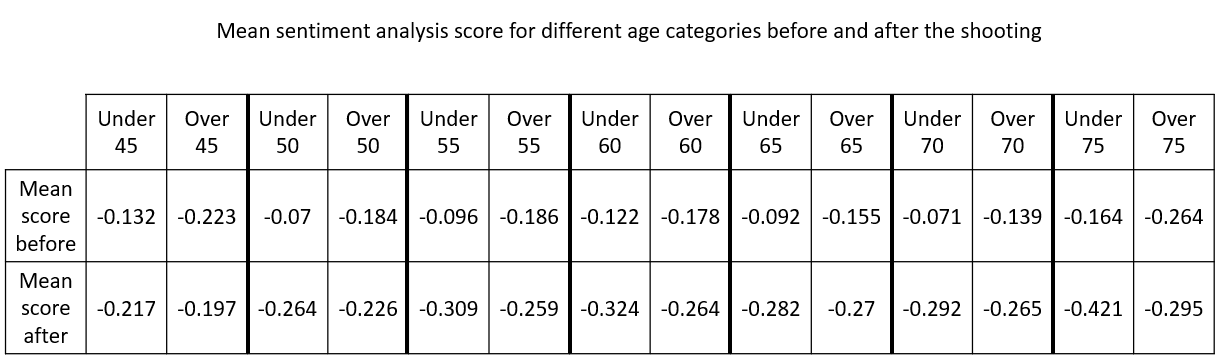 Mean sentiment analysis score for different age categories before and after the shooting
Under 45 Over 45 Under 50 Over 50 Under 55 Over 55 Under 60 Over 60 Under 65 Over 65 Under 70 Over 70 Under 75 Over 75
Mean score before -0.132 -0.223 -0.07 -0.184 -0.096 -0.186 -0.122 -0.178 -0.092 -0.155 -0.071 -0.139 -0.164 -0.264
Mean score after -0.217 -0.197 -0.264 -0.226 -0.309 -0.259 -0.324 -0.264 -0.282 -0.27 -0.292 -0.265 -0.421 -0.295